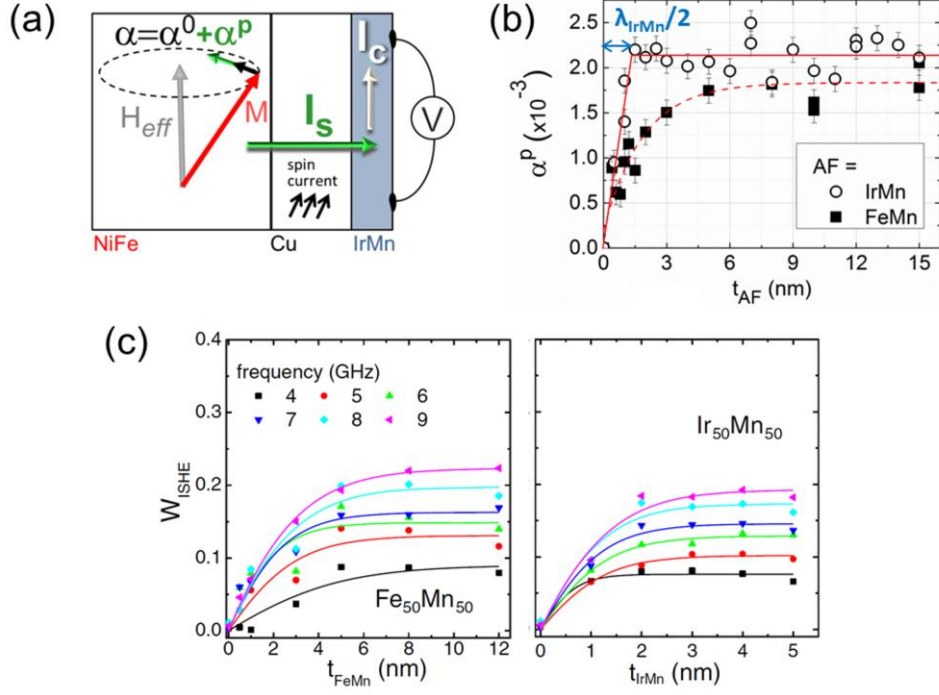 (a)
α=α⁰+αᵖ
H_eff
M
I_s
spin
current
I_c
V
NiFe
Cu
IrMn
(b)
λ_IrMn/2
αᵖ (x10⁻³)
2.5
2.0
1.5
1.0
0.5
0.0
AF =
IrMn
FeMn
0 3 6 9 12 15
t_AF (nm)
(c)
W_ISHE
0.4
0.3
0.2
0.1
0.0
frequency (GHz)
4 5 6
7 8 9
Fe₅₀Mn₅₀
0 2 4 6 8 10 12
t_FeMn (nm)
Ir₅₀Mn₅₀
0 1 2 3 4 5
t_IrMn (nm)